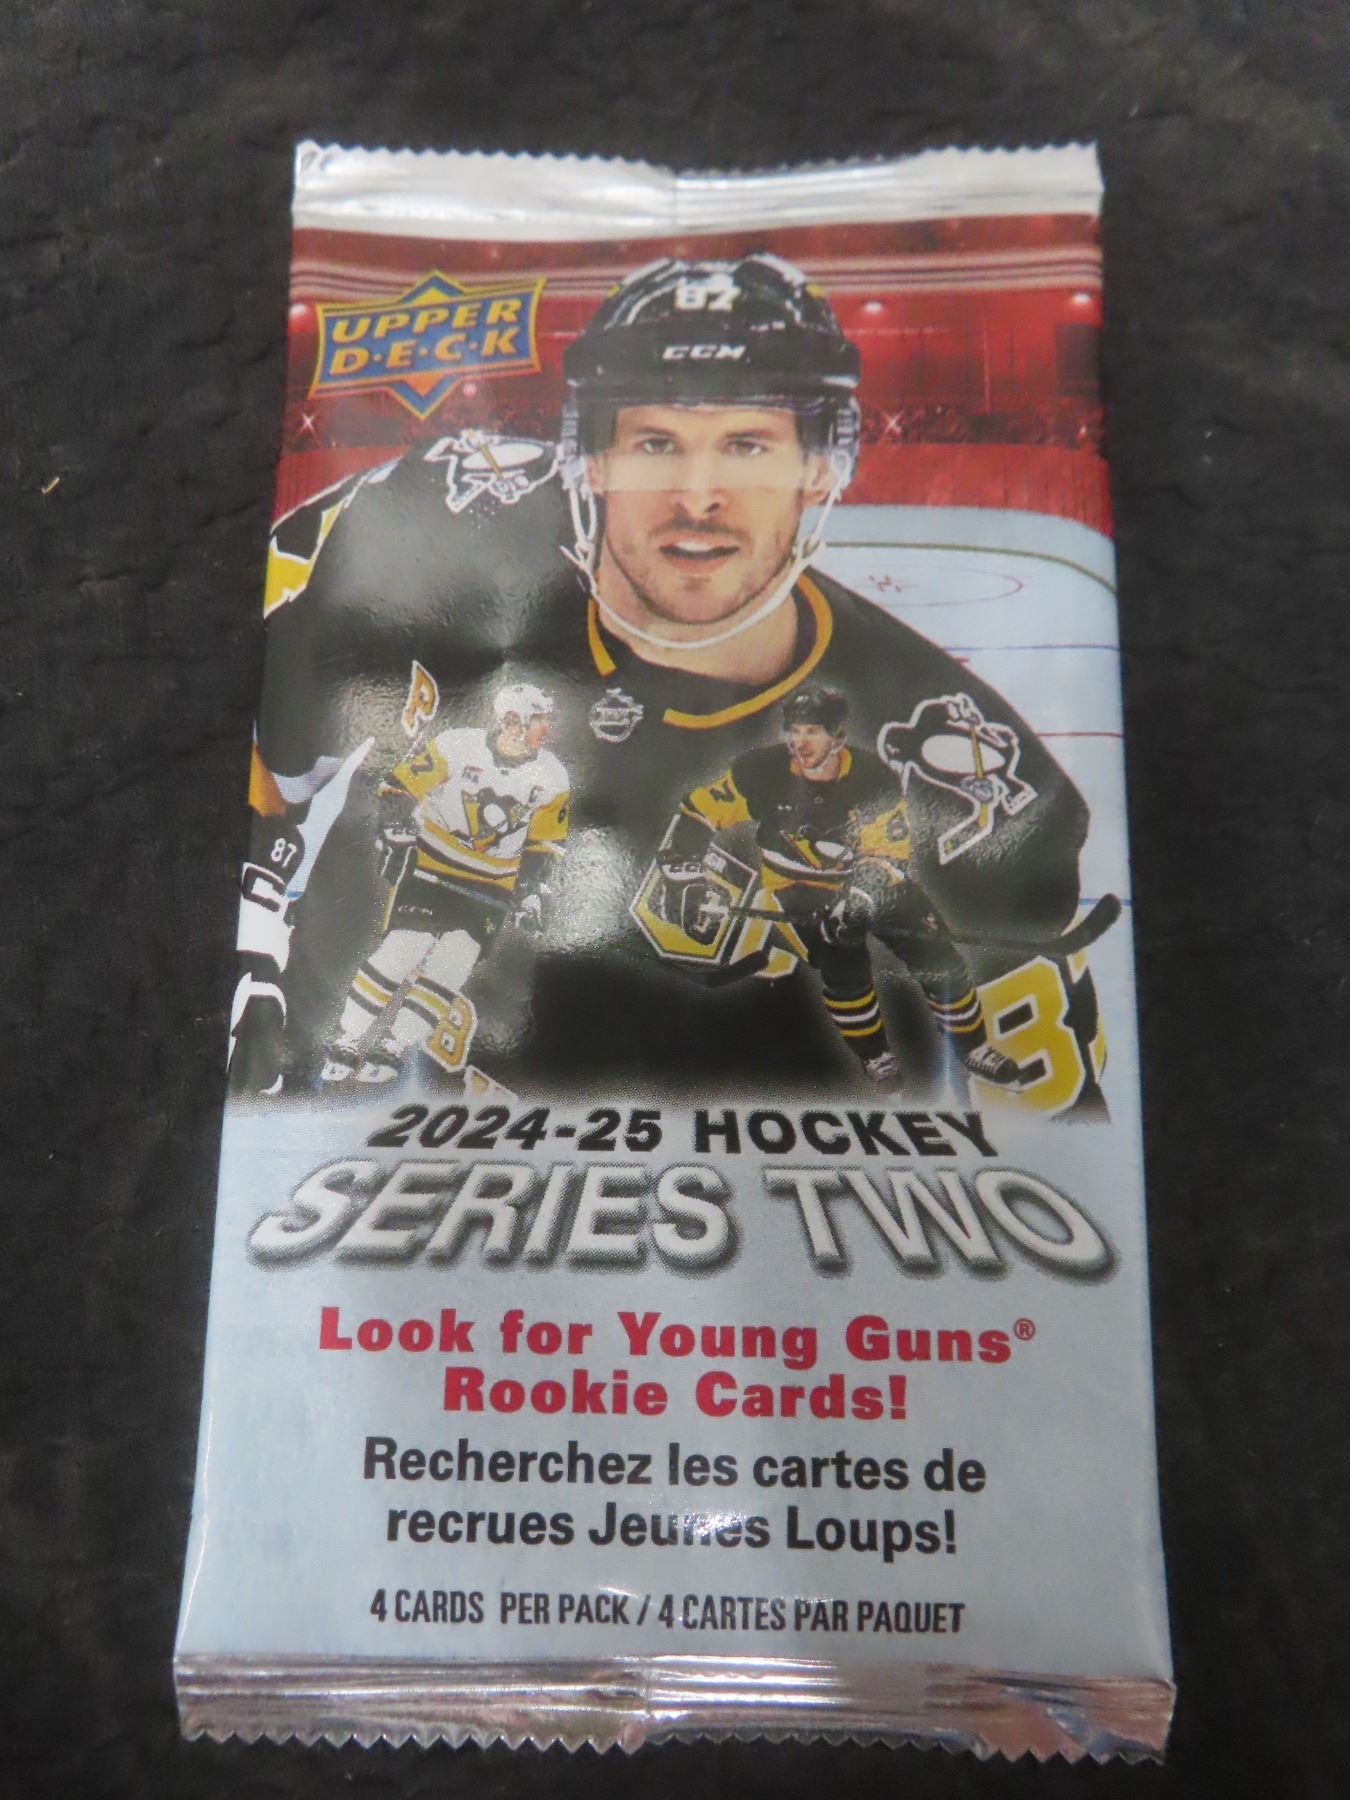 UPPER
D·E·C·K
87
CCM
87
2024-25 HOCKEY
SERIES TWO
Look for Young Guns®
Rookie Cards!
Recherchez les cartes de
recrues Jeunes Loups!
4 CARDS PER PACK / 4 CARTES PAR PAQUET